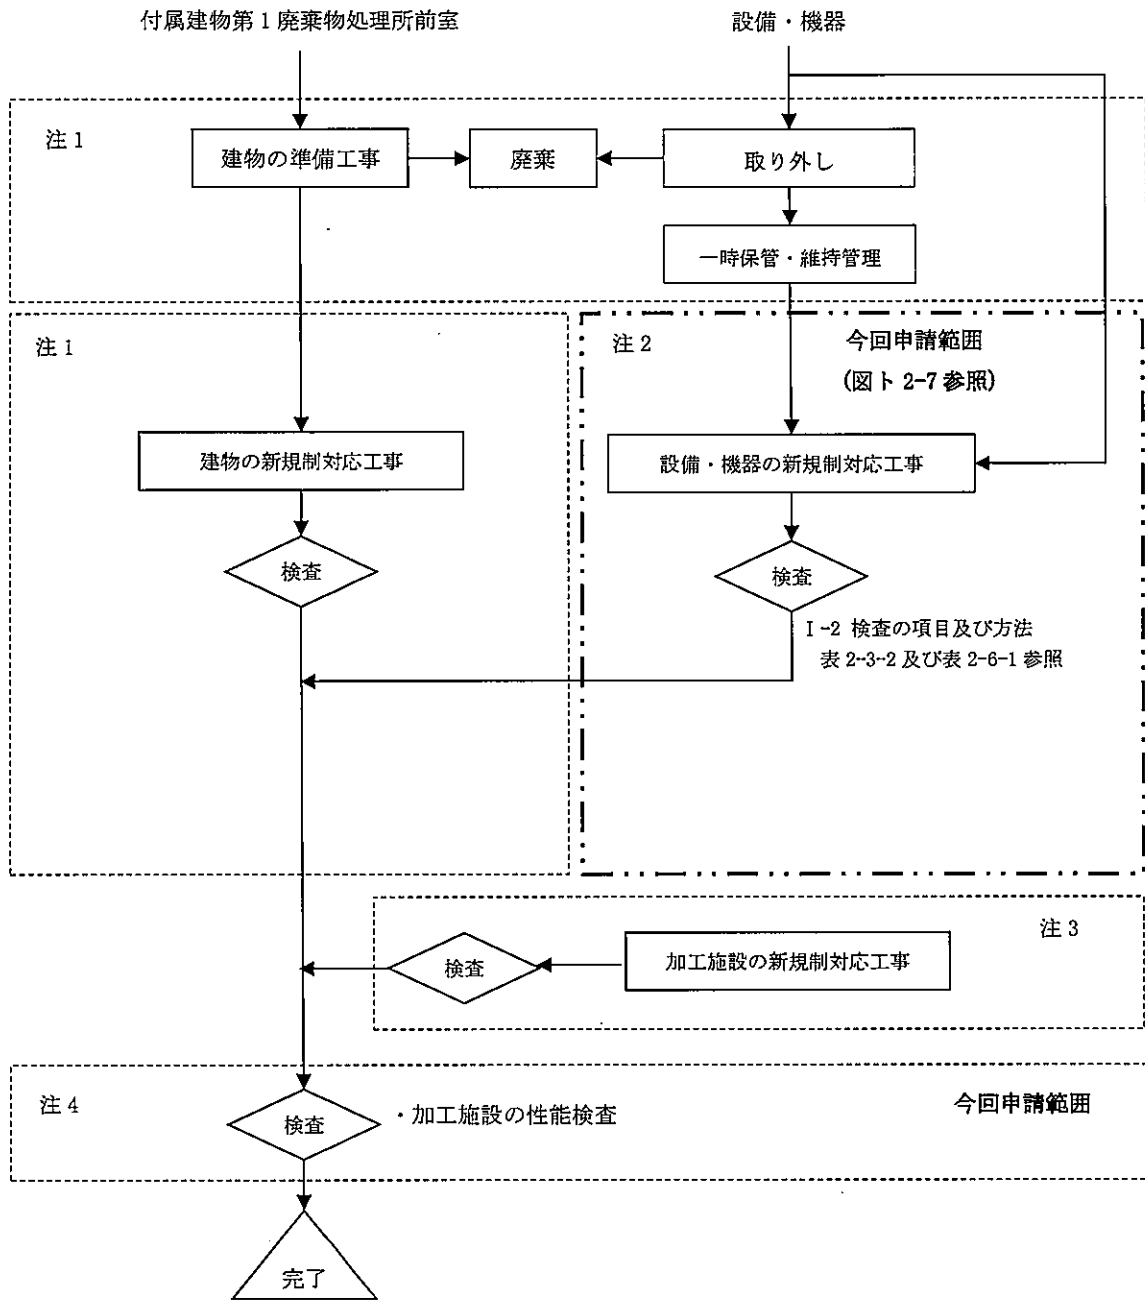 付属建物第1廃棄物処理所前室
設備・機器
注1
建物の準備工事
廃棄
取り外し
一時保管・維持管理
注1
注2
今回申請範囲
(図ト 2-7 参照)
建物の新規制対応工事
設備・機器の新規制対応工事
検査
検査
Ⅰ-2 検査の項目及び方法
表 2-3-2 及び表 2-6-1 参照
注3
検査
加工施設の新規制対応工事
注4
検査
・加工施設の性能検査
今回申請範囲
完了